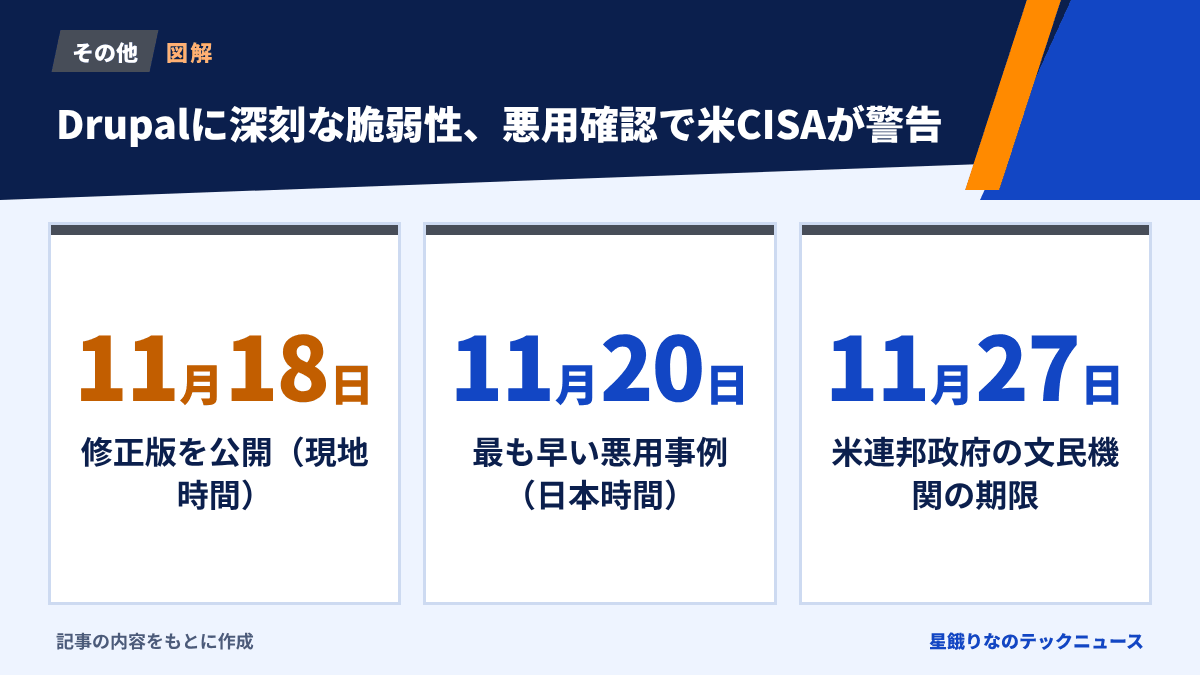 その他
図解
Drupalに深刻な脆弱性、悪用確認で米CISAが警告
11月18日
修正版を公開（現地
時間）
11月20日
最も早い悪用事例
（日本時間）
11月27日
米連邦政府の文民機
関の期限
記事の内容をもとに作成
星餓りなのテックニュース